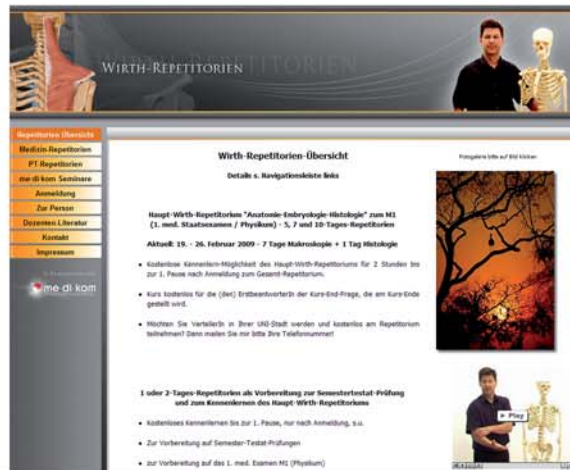 WIRTH-REPETITORIEN
Repetitorien Übersicht
Medizin-Repetitorien
PT-Repetitorien
me-di-kom Seminare
Anmeldung
Zur Person
Dozenten-Literatur
Kontakt
Impressum
me di kom
Wirth-Repetitorien-Übersicht
Details s. Navigationsleiste links
Fotogalerie bitte auf Bild klicken
Haupt-Wirth-Repetitorium "Anatomie-Embryologie-Histologie" zum M1
(1. med. Staatsexamen / Physikum) - 5, 7 und 10-Tages-Repetitorien
Aktuell: 19. - 26. Februar 2009 - 7 Tage Makroskopie + 1 Tag Histologie
• Kostenlose Kennenlern-Möglichkeit des Haupt-Wirth-Repetitoriums für 2 Stunden bis
zur 1. Pause nach Anmeldung zum Gesamt-Repetitorium.
• Kurs kostenlos für die (den) ErstbeantworterIn der Kurs-End-Frage, die am Kurs-Ende
gestellt wird.
• Möchten Sie VerteilerIn in Ihrer UNI-Stadt werden und kostenlos am Repetitorium
teilnehmen? Dann mailen Sie mir bitte Ihre Telefonnummer!
1 oder 2-Tages-Repetitorien als Vorbereitung zur Semestertestat-Prüfung
und zum Kennenlernen des Haupt-Wirth-Repetitoriums
• Kostenloses Kennenlernen bis zur 1. Pause, nur nach Anmeldung, s.u.
• Zur Vorbereitung auf Semester-Testat-Prüfungen
• zur Vorbereitung auf das 1. med. Examen M1 (Physikum)
Play